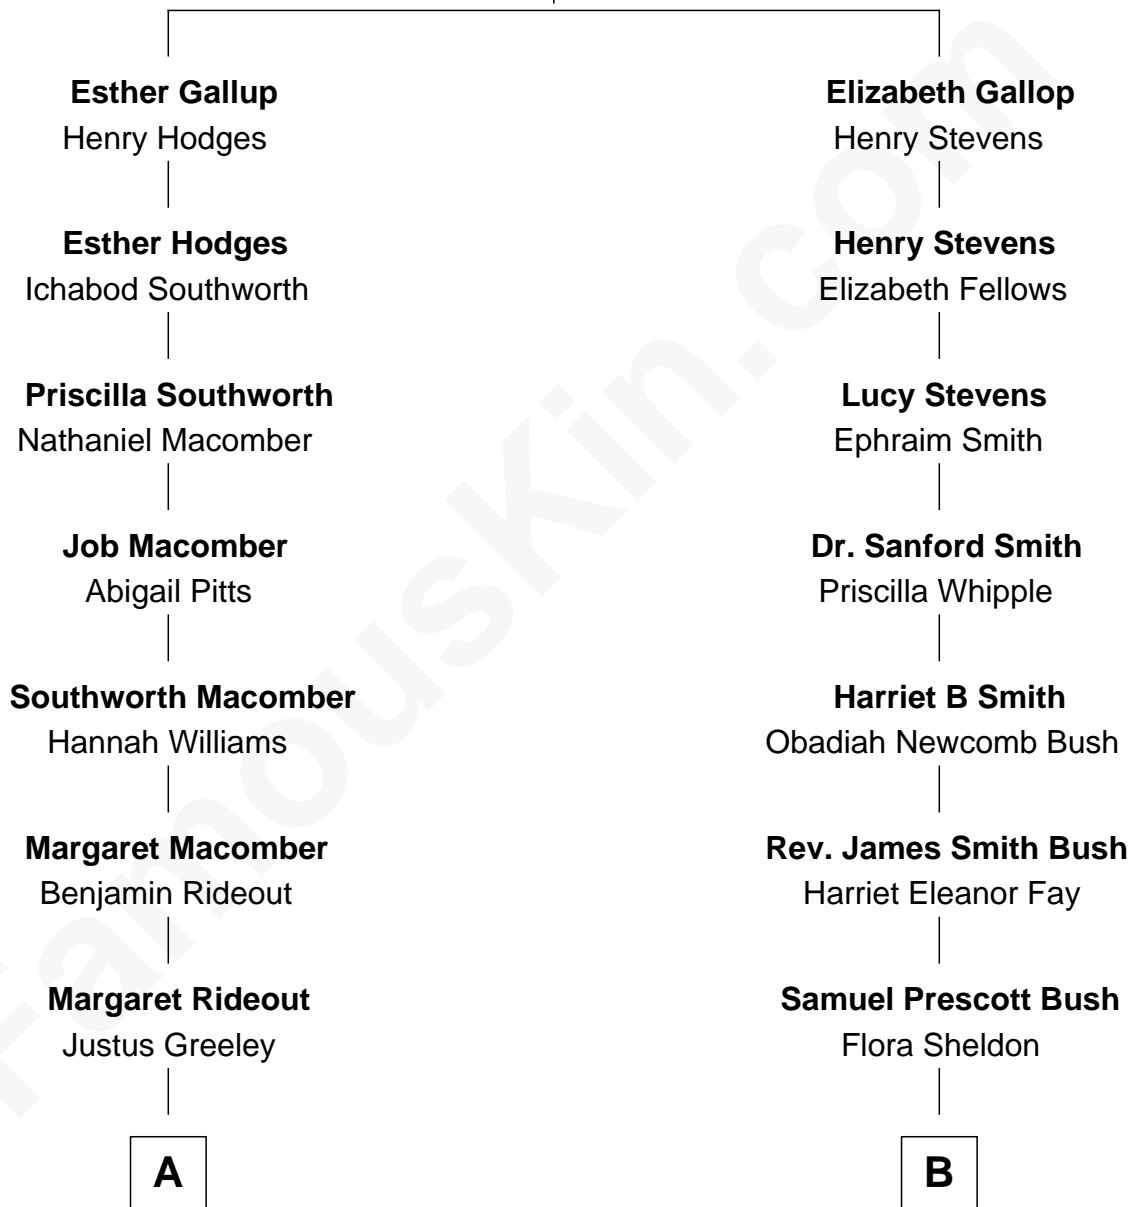 Esther Gallup
Henry Hodges
Esther Hodges
Ichabod Southworth
Priscilla Southworth
Nathaniel Macomber
Job Macomber
Abigail Pitts
Southworth Macomber
Hannah Williams
Margaret Macomber
Benjamin Rideout
Margaret Rideout
Justus Greeley
A
Elizabeth Gallop
Henry Stevens
Henry Stevens
Elizabeth Fellows
Lucy Stevens
Ephraim Smith
Dr. Sanford Smith
Priscilla Whipple
Harriet B Smith
Obadiah Newcomb Bush
Rev. James Smith Bush
Harriet Eleanor Fay
Samuel Prescott Bush
Flora Sheldon
B
FamousKin.com